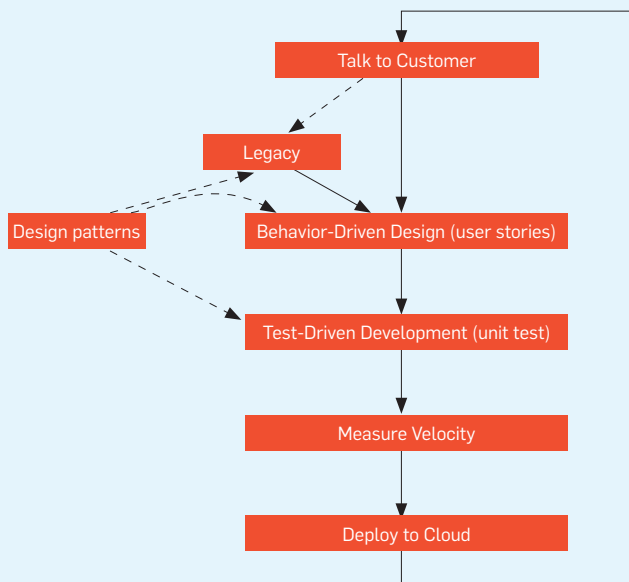 Talk to Customer
Legacy
Design patterns
Behavior-Driven Design (user stories)
Test-Driven Development (unit test)
Measure Velocity
Deploy to Cloud